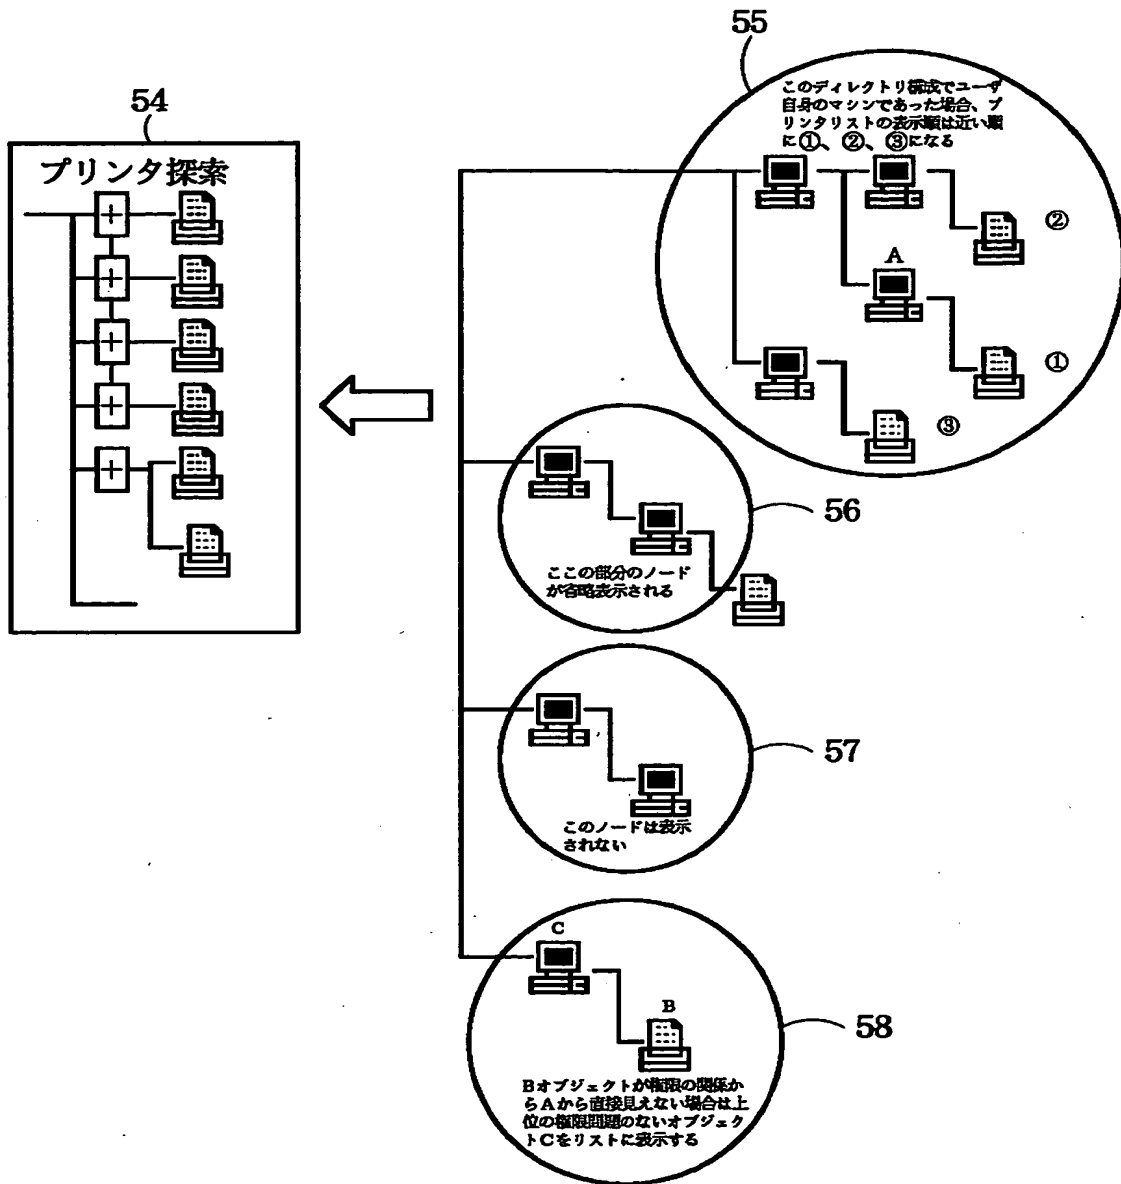 55
54
このディレクトリ構成でユーザ
自身のマシンであった場合、プ
リンタリストの表示順は近い順
に①、②、③になる
プリンタ探索
②
A
①
③
56
ここの部分のノード
が省略表示される
57
このノードは表示
されない
C
B
58
Bオブジェクトが権限の関係か
らAから直接見えない場合は上
位の権限問題のないオブジェク
トCをリストに表示する